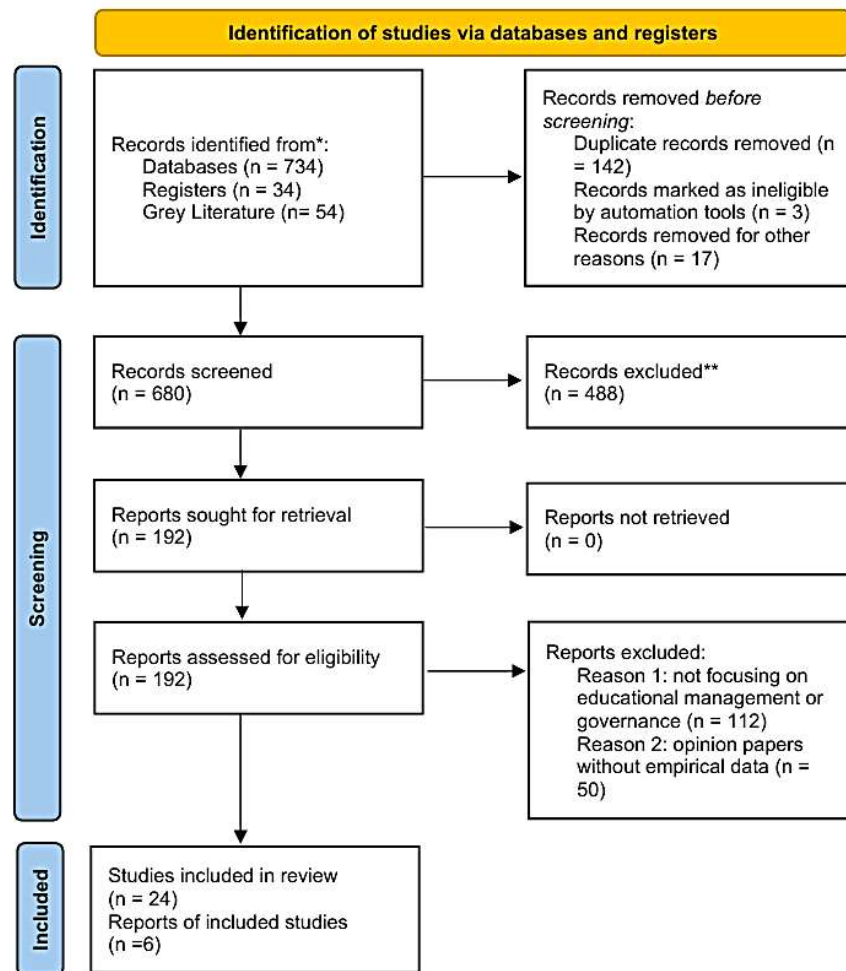 Identification of studies via databases and registers
Identification
Records identified from*:
Databases (n = 734)
Registers (n = 34)
Grey Literature (n= 54)
Records removed before
screening:
Duplicate records removed (n
= 142)
Records marked as ineligible
by automation tools (n = 3)
Records removed for other
reasons (n = 17)
Screening
Records screened
(n = 680)
Records excluded**
(n = 488)
Reports sought for retrieval
(n = 192)
Reports not retrieved
(n = 0)
Reports assessed for eligibility
(n = 192)
Reports excluded:
Reason 1: not focusing on
educational management or
governance (n = 112)
Reason 2: opinion papers
without empirical data (n =
50)
Included
Studies included in review
(n = 24)
Reports of included studies
(n =6)